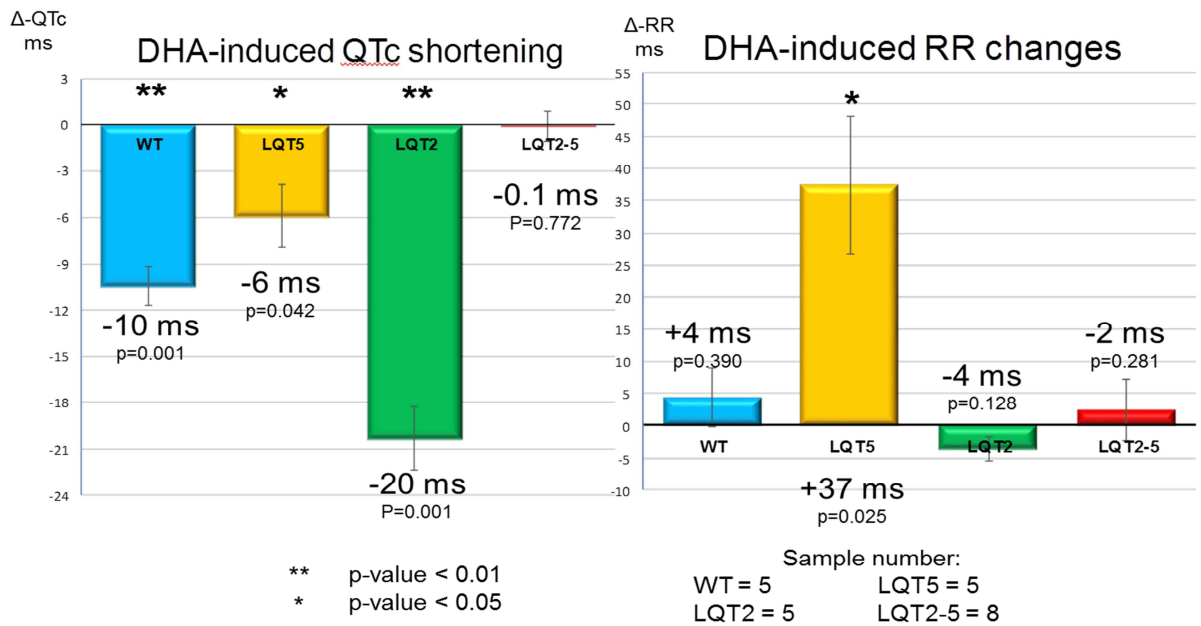 Δ-QTc
ms
DHA-induced QTc shortening
3
0
-3
-6
-9
-12
-15
-18
-21
-24
** * **
WT LQT5 LQT2 LQT2-5
-0.1 ms
P=0.772
-6 ms
p=0.042
-10 ms
p=0.001
-20 ms
P=0.001
** p-value < 0.01
* p-value < 0.05
Δ-RR
ms
DHA-induced RR changes
55
50
45
40
35
30
25
20
15
10
5
0
-5
-10
*
+4 ms
p=0.390
-2 ms
p=0.281
-4 ms
p=0.128
WT LQT5 LQT2 LQT2-5
+37 ms
p=0.025
Sample number:
WT = 5 LQT5 = 5
LQT2 = 5 LQT2-5 = 8